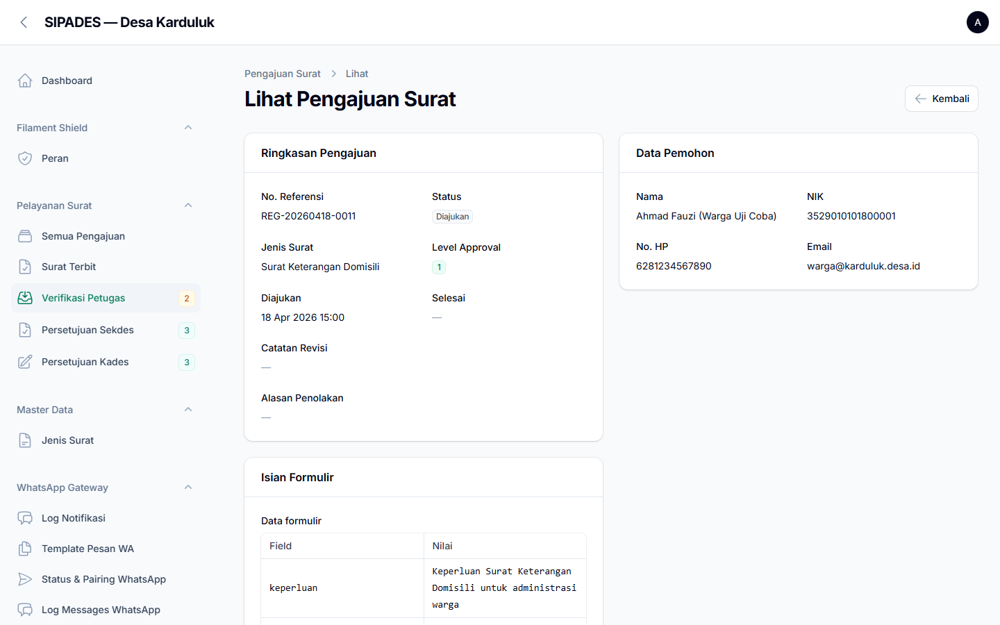 SIPADES — Desa Karduluk
A
Dashboard
Filament Shield
Peran
Pelayanan Surat
Semua Pengajuan
Surat Terbit
Verifikasi Petugas 2
Persetujuan Sekdes 3
Persetujuan Kades 3
Master Data
Jenis Surat
WhatsApp Gateway
Log Notifikasi
Template Pesan WA
Status & Pairing WhatsApp
Log Messages WhatsApp
Pengajuan Surat > Lihat
Lihat Pengajuan Surat
Kembali
Ringkasan Pengajuan
No. Referensi
REG-20260418-0011
Status
Diajukan
Jenis Surat
Surat Keterangan Domisili
Level Approval
1
Diajukan
18 Apr 2026 15:00
Selesai
—
Catatan Revisi
—
Alasan Penolakan
—
Data Pemohon
Nama
Ahmad Fauzi (Warga Uji Coba)
NIK
3529010101800001
No. HP
6281234567890
Email
warga@karduluk.desa.id
Isian Formulir
Data formulir
Field
Nilai
keperluan
Keperluan Surat Keterangan
Domisili untuk administrasi
warga